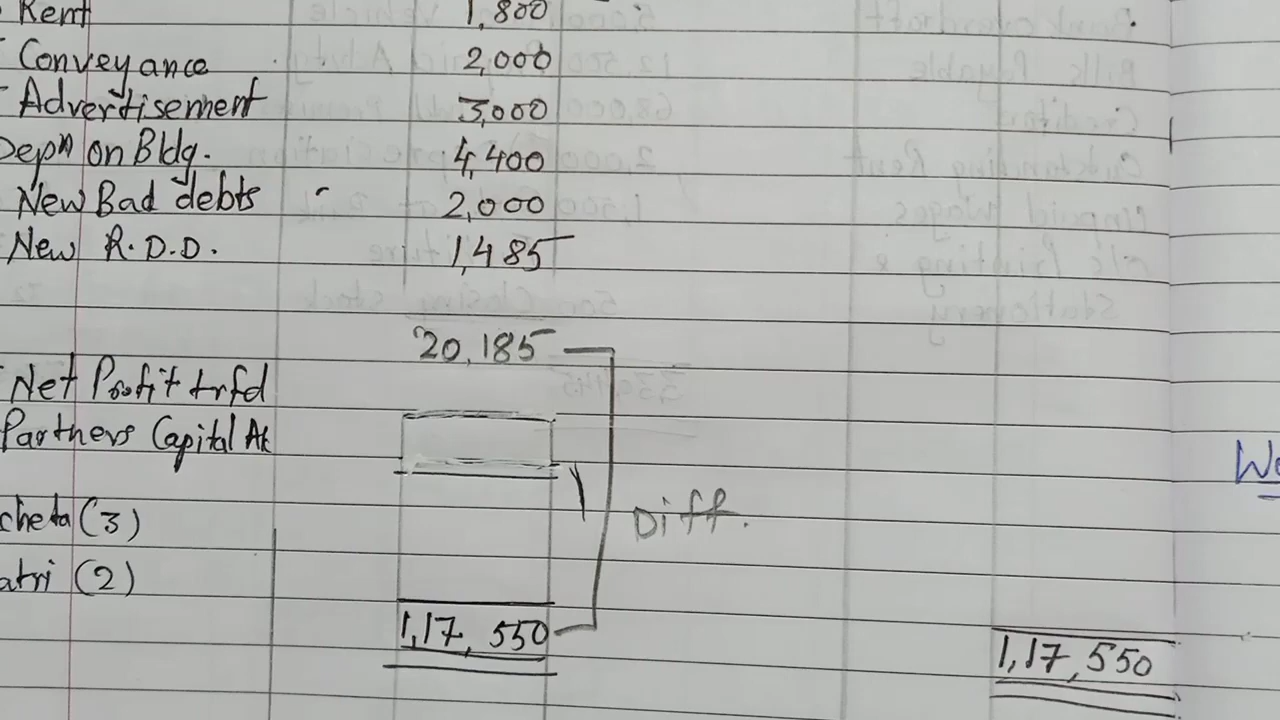 Rent 1,800
Conveyance 2,000
Advertisement 3,000
Depⁿ on Bldg. 4,400
New Bad debts 2,000
New R.D.D. 1,485
20,185
Net Profit trfd
Partners Capital A/c
cheta (3)
Diff.
atri (2)
1,17,550 1,17,550